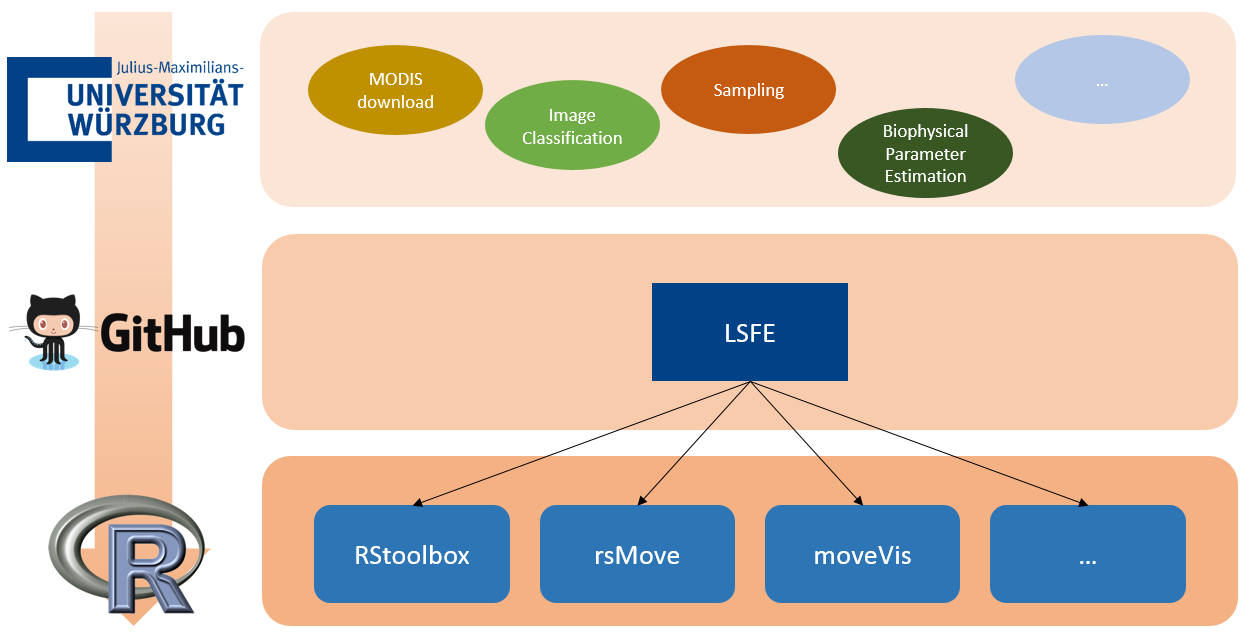 Julius-Maximilians-
UNIVERSITÄT
WÜRZBURG
MODIS
download
Image
Classification
Sampling
Biophysical
Parameter
Estimation
...
GitHub
LSFE
R
RStoolbox
rsMove
moveVis
...